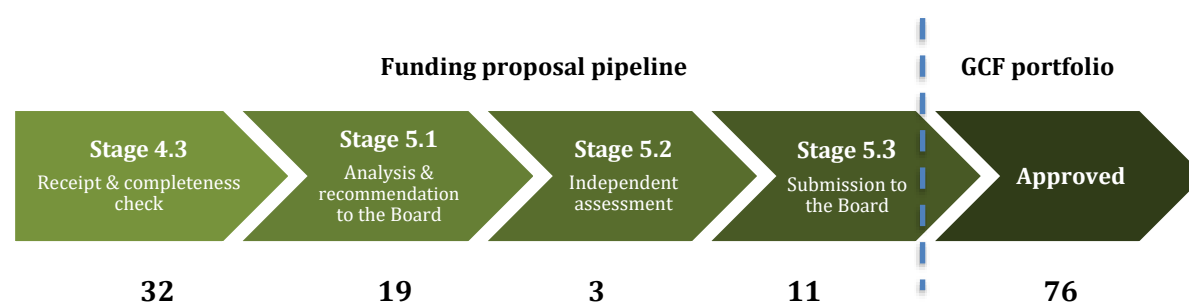 Funding proposal pipeline
GCF portfolio
Stage 4.3
Receipt & completeness
check
Stage 5.1
Analysis &
recommendation
to the Board
Stage 5.2
Independent
assessment
Stage 5.3
Submission to
the Board
Approved
32
19
3
11
76